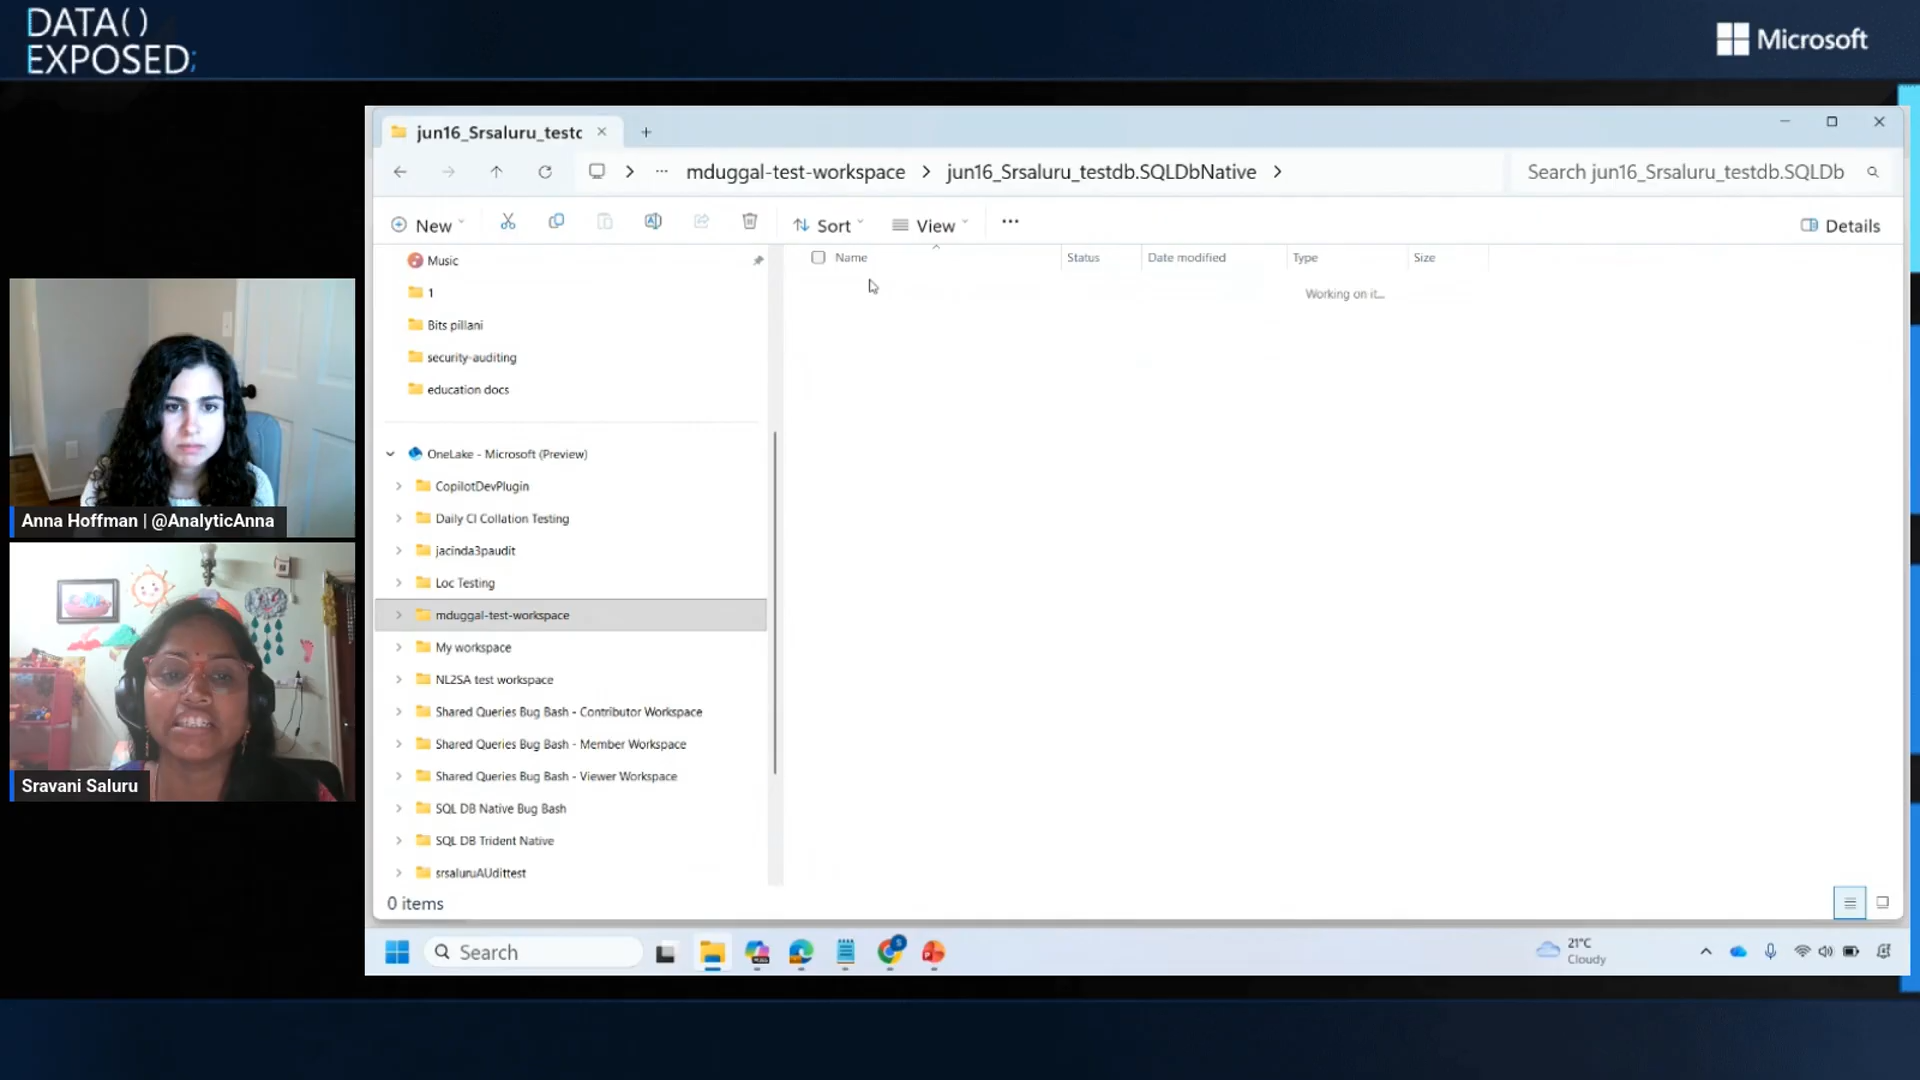 DATA()
EXPOSED;
Microsoft
jun16_Srsaluru_testc
mduggal-test-workspace
jun16_Srsaluru_testdb.SQLDbNative
Search jun16_Srsaluru_testdb.SQLDb
New
Sort
View
Details
Music
1
Bits pillani
security-auditing
education docs
OneLake - Microsoft (Preview)
CopilotDevPlugin
Daily CI Collation Testing
jacinda3paudit
Loc Testing
mduggal-test-workspace
My workspace
NL2SA test workspace
Shared Queries Bug Bash - Contributor Workspace
Shared Queries Bug Bash - Member Workspace
Shared Queries Bug Bash - Viewer Workspace
SQL DB Native Bug Bash
SQL DB Trident Native
srsaluruAUdittest
Name
Status
Date modified
Type
Size
Working on it...
0 items
Search
21°C
Cloudy
Anna Hoffman | @AnalyticAnna
Sravani Saluru